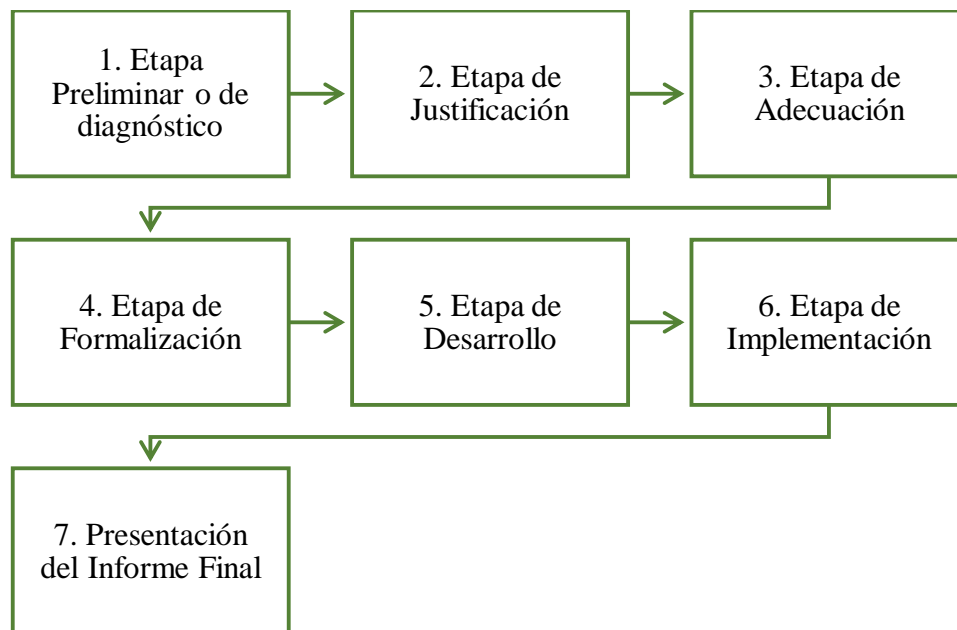 1. Etapa
Preliminar o de
diagnóstico
2. Etapa de
Justificación
3. Etapa de
Adecuación
4. Etapa de
Formalización
5. Etapa de
Desarrollo
6. Etapa de
Implementación
7. Presentación
del Informe Final